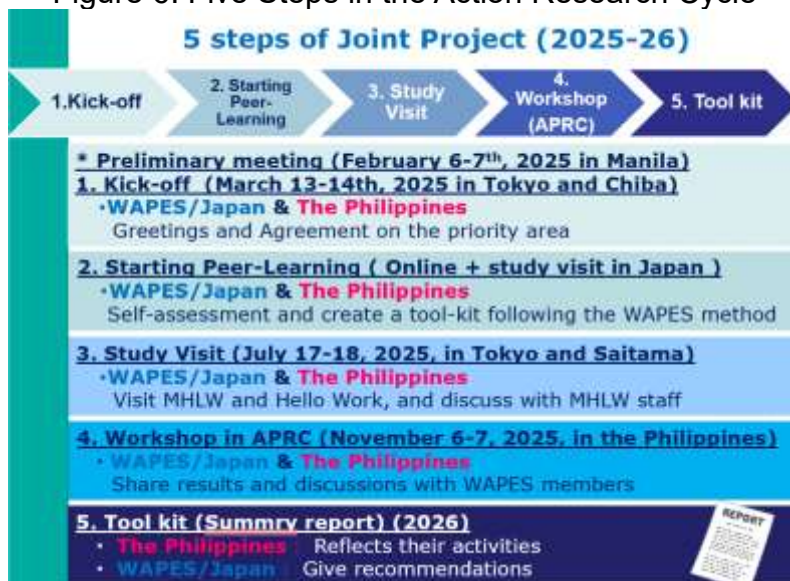 Figure 6. Five Steps in the Action Research Cycle
5 steps of Joint Project (2025-26)
1.Kick-off
2. Starting
Peer-
Learning
3. Study
Visit
4.
Workshop
(APRC)
5. Tool kit
* Preliminary meeting (February 6-7th, 2025 in Manila)
1. Kick-off (March 13-14th, 2025 in Tokyo and Chiba)
・WAPES/Japan & The Philippines
Greetings and Agreement on the priority area
2. Starting Peer-Learning ( Online + study visit in Japan )
・WAPES/Japan & The Philippines
Self-assessment and create a tool-kit following the WAPES method
3. Study Visit (July 17-18, 2025, in Tokyo and Saitama)
・WAPES/Japan & The Philippines
Visit MHLW and Hello Work, and discuss with MHLW staff
4. Workshop in APRC (November 6-7, 2025, in the Philippines)
・ WAPES/Japan & The Philippines
Share results and discussions with WAPES members
5. Tool kit (Summry report) (2026)
・ The Philippines : Reflects their activities
・ WAPES/Japan : Give recommendations
REPORT